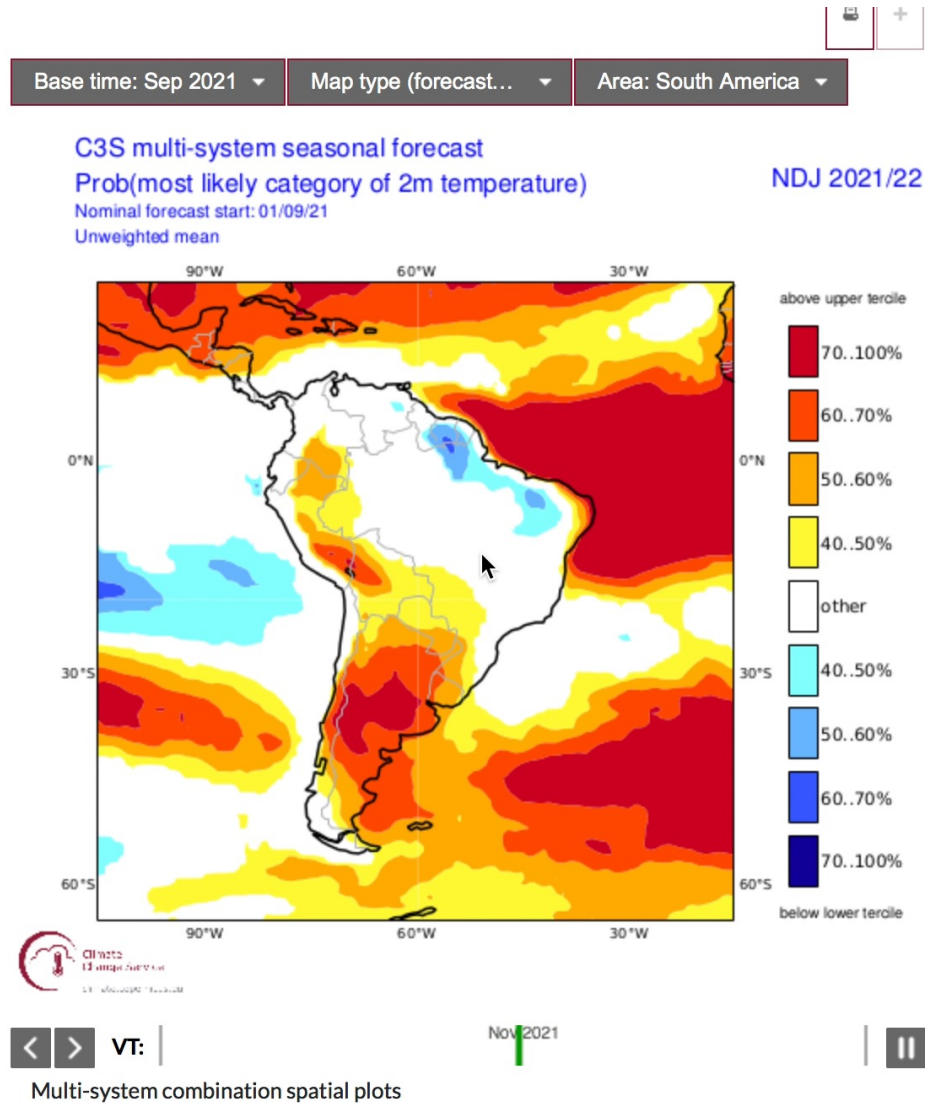 Base time: Sep 2021 Map type (forecast... Area: South America
C3S multi-system seasonal forecast
Prob(most likely category of 2m temperature) NDJ 2021/22
Nominal forecast start: 01/09/21
Unweighted mean
90°W 60°W 30°W
above upper tercile
70..100%
60..70%
0°N 0°N
50..60%
40..50%
other
30°S 30°S
40..50%
50..60%
60..70%
70..100%
60°S 60°S
below lower tercile
90°W 60°W 30°W
Climate
Change Service
VT: Nov 2021
Multi-system combination spatial plots